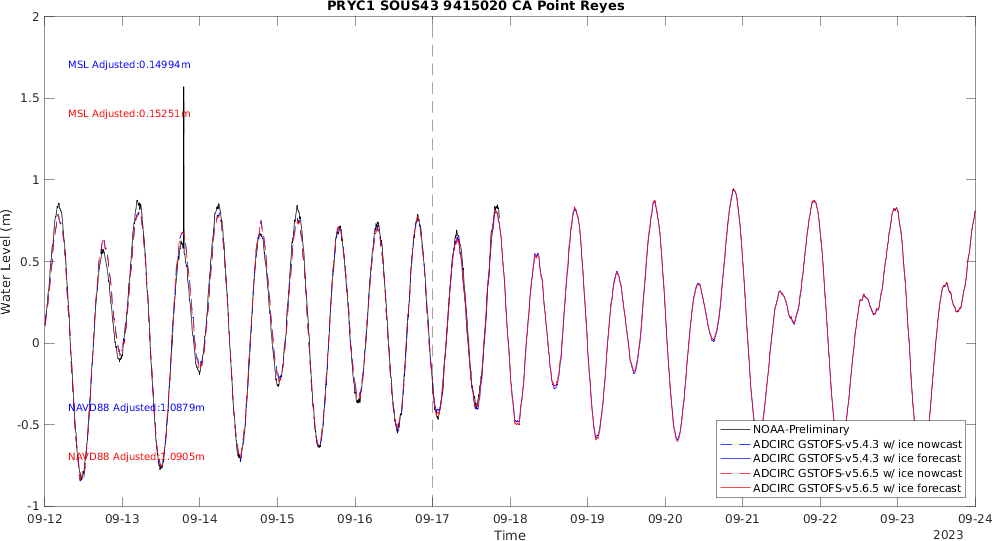 PRYC1 SOUS43 9415020 CA Point Reyes
2
1.5
1
0.5
0
-0.5
-1
Water Level (m)
MSL Adjusted:0.14994m
MSL Adjusted:0.15251m
NAVD88 Adjusted:1.0879m
NAVD88 Adjusted:1.0905m
NOAA-Preliminary
ADCIRC GSTOFS-v5.4.3 w/ ice nowcast
ADCIRC GSTOFS-v5.4.3 w/ ice forecast
ADCIRC GSTOFS-v5.6.5 w/ ice nowcast
ADCIRC GSTOFS-v5.6.5 w/ ice forecast
09-12 09-13 09-14 09-15 09-16 09-17 09-18 09-19 09-20 09-21 09-22 09-23 09-24
Time
2023